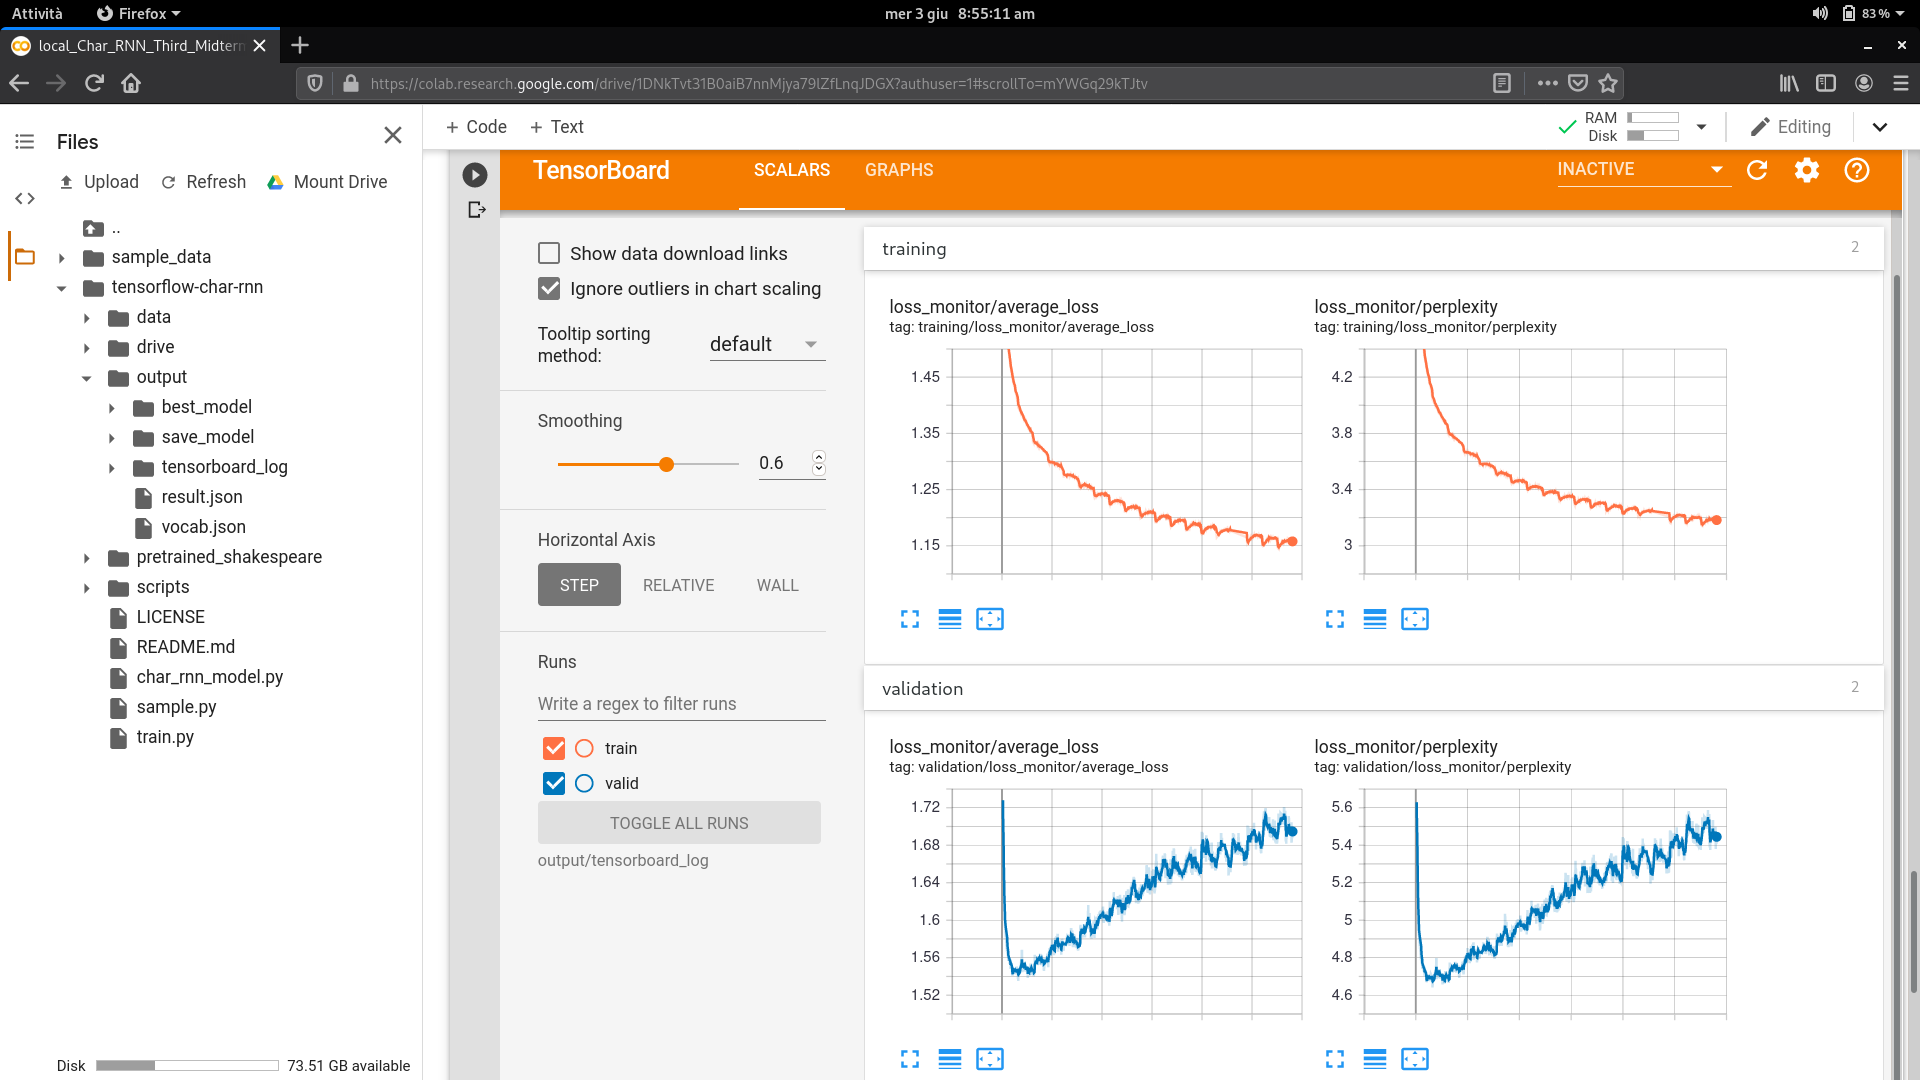 Attività
Firefox
mer 3 giu 8:55:11 am
83 %
local_Char_RNN_Third_Midterm
https://colab.research.google.com/drive/1DNkTvt31B0aiB7nnMjya79lZfLnqJDGX?authuser=1#scrollTo=mYWGq29kTJtv
Files
Upload
Refresh
Mount Drive
..
sample_data
tensorflow-char-rnn
data
drive
output
best_model
save_model
tensorboard_log
result.json
vocab.json
pretrained_shakespeare
scripts
LICENSE
README.md
char_rnn_model.py
sample.py
train.py
Disk
73.51 GB available
+ Code
+ Text
RAM
Disk
Editing
TensorBoard
SCALARS
GRAPHS
INACTIVE
Show data download links
Ignore outliers in chart scaling
Tooltip sorting
method:
default
Smoothing
0.6
Horizontal Axis
STEP
RELATIVE
WALL
Runs
Write a regex to filter runs
train
valid
TOGGLE ALL RUNS
output/tensorboard_log
training
2
loss_monitor/average_loss
tag: training/loss_monitor/average_loss
1.45
1.35
1.25
1.15
loss_monitor/perplexity
tag: training/loss_monitor/perplexity
4.2
3.8
3.4
3
validation
2
loss_monitor/average_loss
tag: validation/loss_monitor/average_loss
1.72
1.68
1.64
1.6
1.56
1.52
loss_monitor/perplexity
tag: validation/loss_monitor/perplexity
5.6
5.4
5.2
5
4.8
4.6